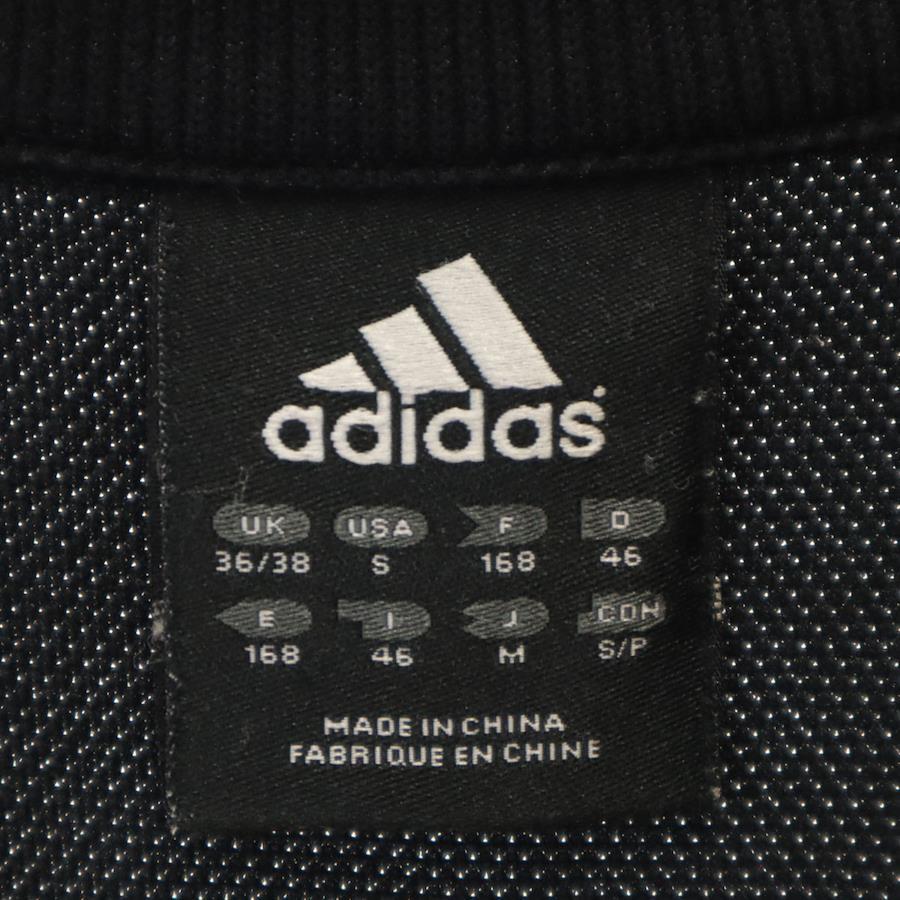 adidas
UK USA F D
36/38 S 168 46
E I J CDN
168 46 M S/P
MADE IN CHINA
FABRIQUE EN CHINE